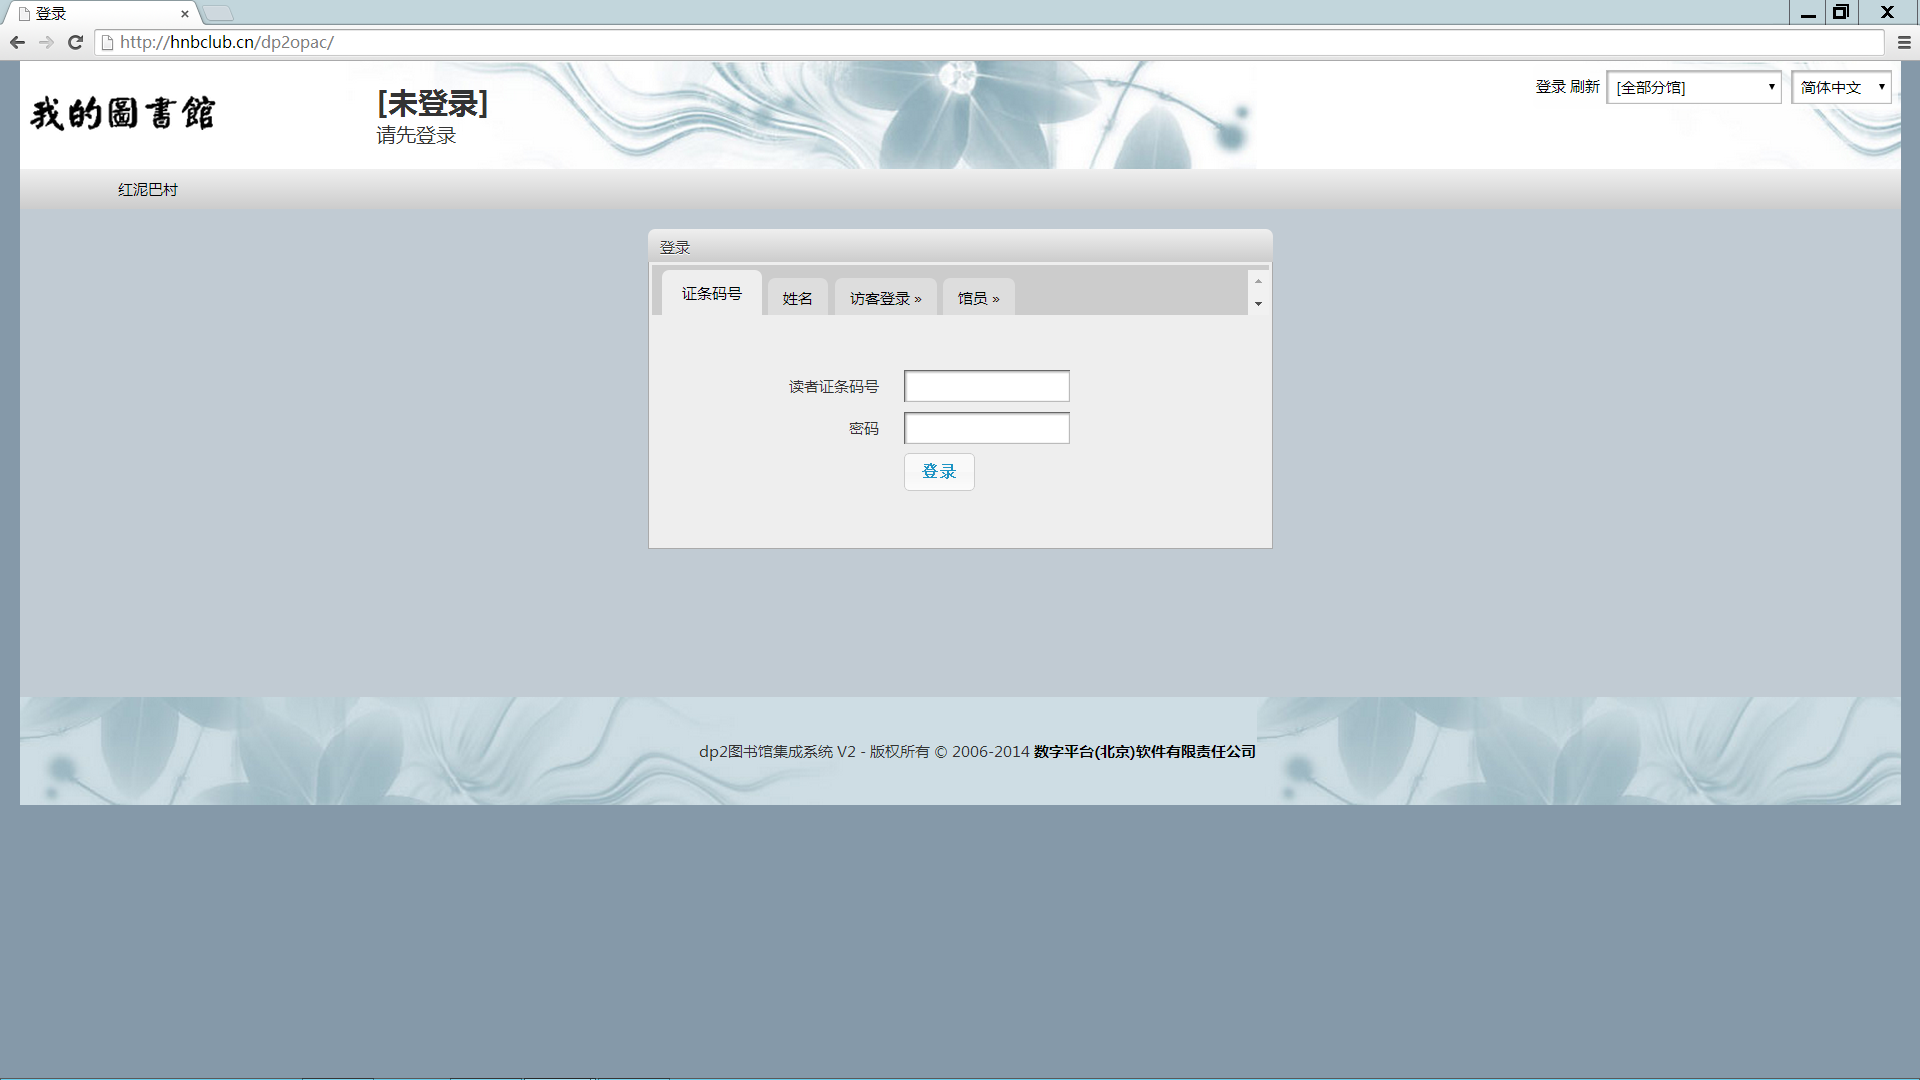 登录
http://hnbclub.cn/dp2opac/
我的圖書館
[未登录]
请先登录
登录 刷新 [全部分馆] 简体中文
红泥巴村
登录
证条码号 姓名 访客登录 » 馆员 »
读者证条码号
密码
登录
dp2图书馆集成系统 V2 - 版权所有 © 2006-2014 数字平台(北京)软件有限责任公司